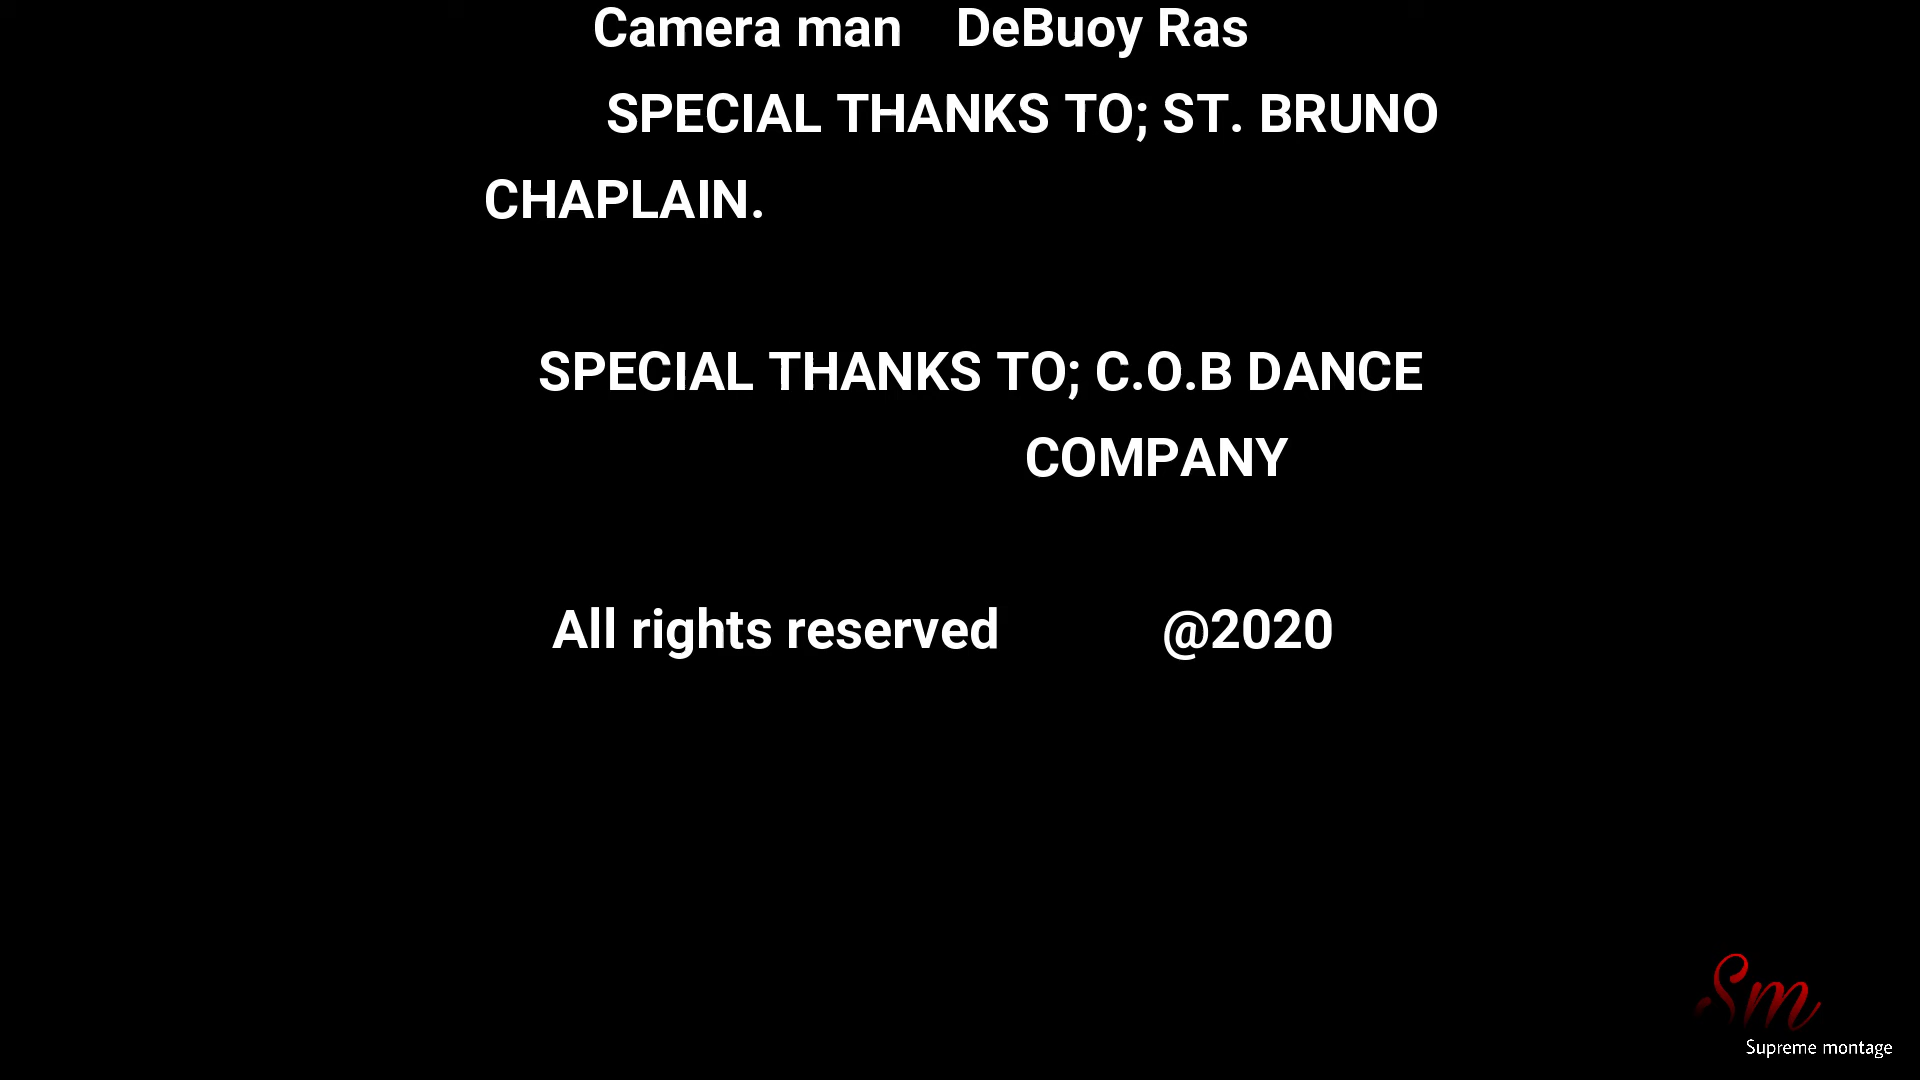 Camera man DeBuoy Ras
SPECIAL THANKS TO; ST. BRUNO
CHAPLAIN.
SPECIAL THANKS TO; C.O.B DANCE
COMPANY
All rights reserved @2020
Sm
Supreme montage